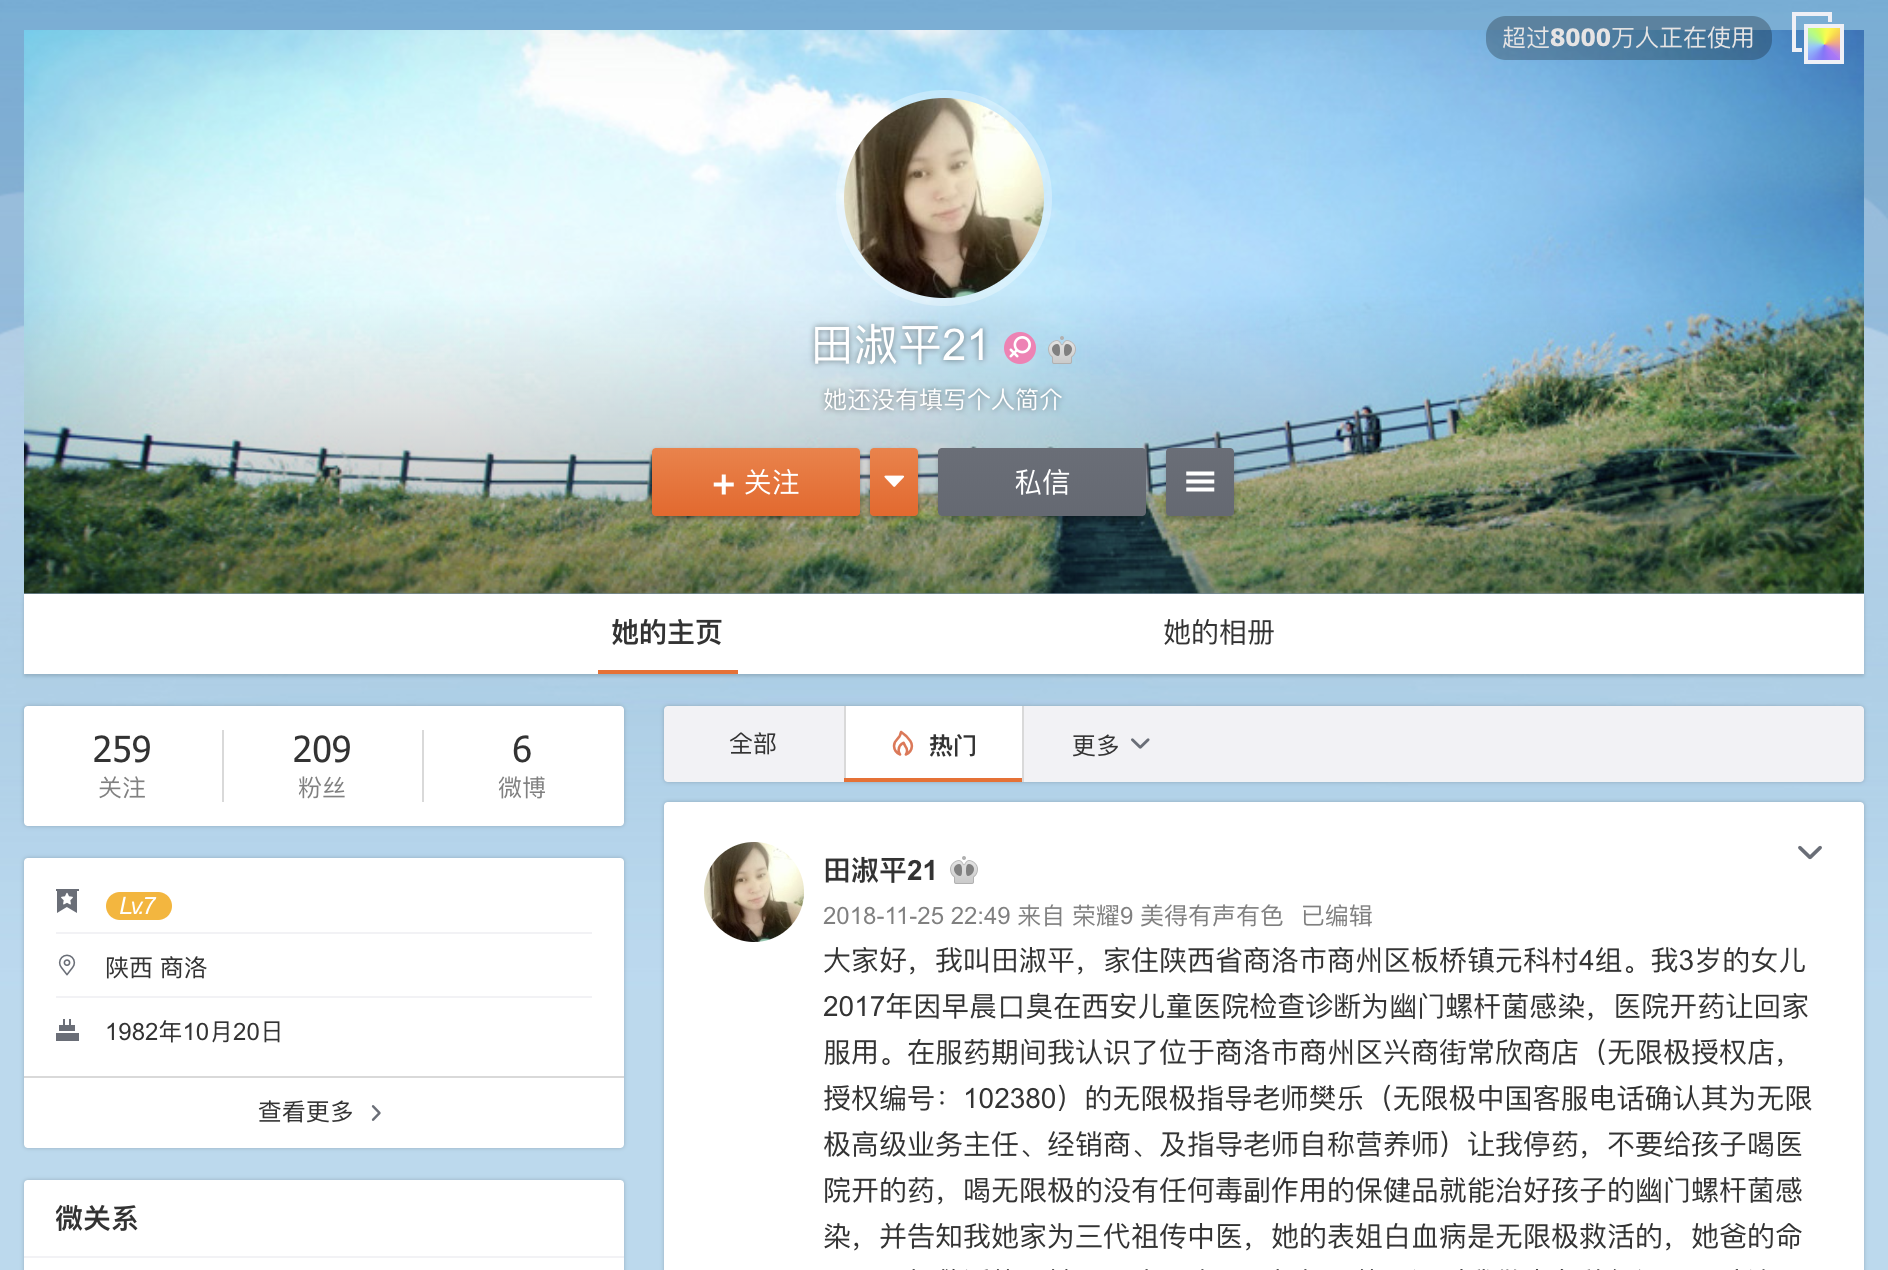 超过8000万人正在使用
田淑平21
她还没有填写个人简介
+ 关注
私信
她的主页
她的相册
259
关注
209
粉丝
6
微博
Lv.7
陕西 商洛
1982年10月20日
查看更多
微关系
全部
热门
更多
田淑平21
2018-11-25 22:49 来自 荣耀9 美得有声有色 已编辑
大家好，我叫田淑平，家住陕西省商洛市商州区板桥镇元科村4组。我3岁的女儿
2017年因早晨口臭在西安儿童医院检查诊断为幽门螺杆菌感染，医院开药让回家
服用。在服药期间我认识了位于商洛市商州区兴商街常欣商店（无限极授权店，
授权编号：102380）的无限极指导老师樊乐（无限极中国客服电话确认其为无限
极高级业务主任、经销商、及指导老师自称营养师）让我停药，不要给孩子喝医
院开的药，喝无限极的没有任何毒副作用的保健品就能治好孩子的幽门螺杆菌感
染，并告知我她家为三代祖传中医，她的表姐白血病是无限极救活的，她爸的命